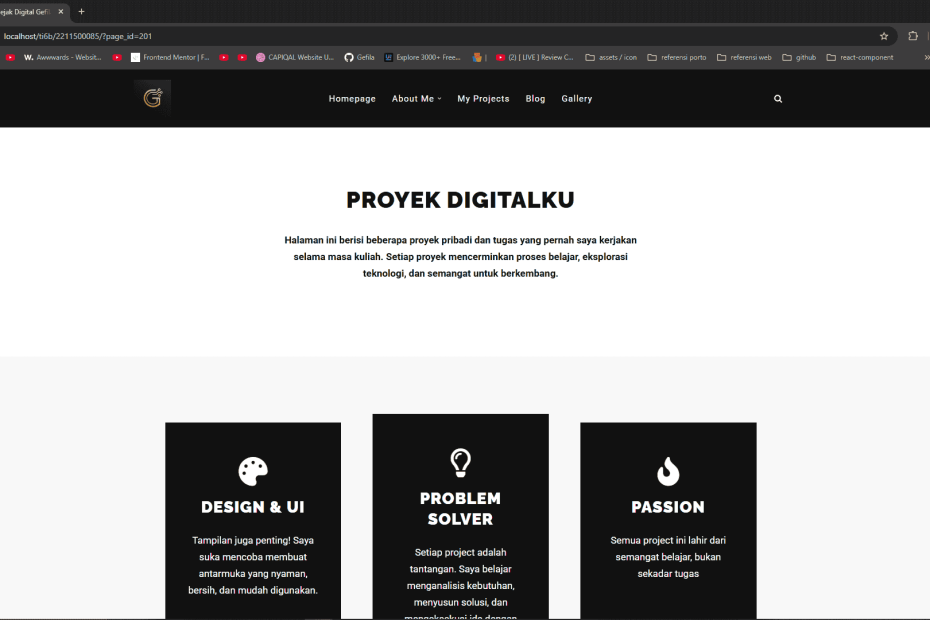 ejak Digital Gefi
localhost/ti6b/2211500085/?page_id=201
W. Awwwards - Websit...
Frontend Mentor | F...
CAPIQAL Website U...
Gefila
Explore 3000+ Free...
|
(2) [ LIVE ] Review C...
assets / icon
referensi porto
referensi web
github
react-component
Homepage
About Me
My Projects
Blog
Gallery
PROYEK DIGITALKU
Halaman ini berisi beberapa proyek pribadi dan tugas yang pernah saya kerjakan
selama masa kuliah. Setiap proyek mencerminkan proses belajar, eksplorasi
teknologi, dan semangat untuk berkembang.
DESIGN & UI
Tampilan juga penting! Saya
suka mencoba membuat
antarmuka yang nyaman,
bersih, dan mudah digunakan.
PROBLEM
SOLVER
Setiap project adalah
tantangan. Saya belajar
menganalisis kebutuhan,
menyusun solusi, dan
mengeksekusi ide dengan
PASSION
Semua project ini lahir dari
semangat belajar, bukan
sekadar tugas